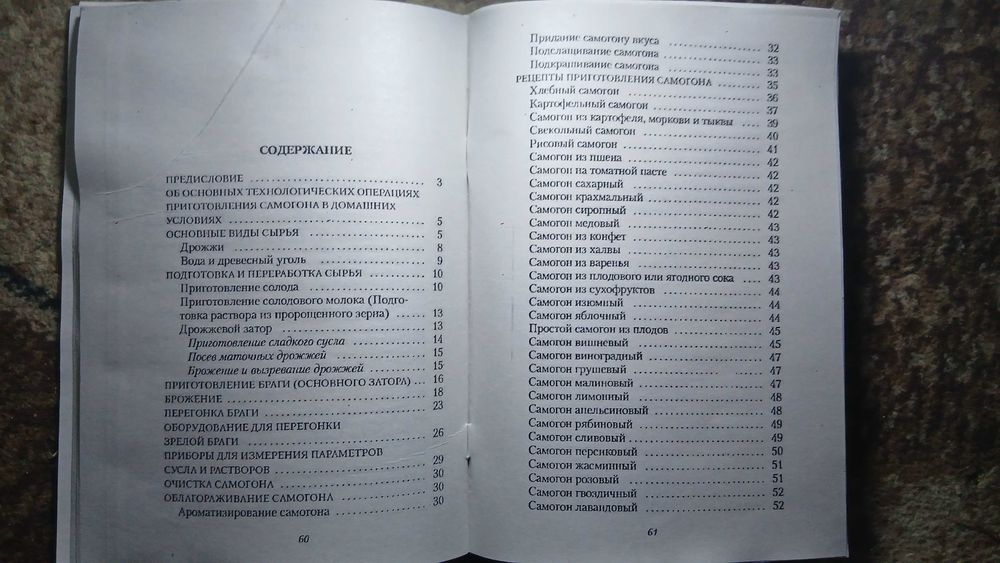 СОДЕРЖАНИЕ
ПРЕДИСЛОВИЕ ........ 3
ОБ ОСНОВНЫХ ТЕХНОЛОГИЧЕСКИХ ОПЕРАЦИЯХ
ПРИГОТОВЛЕНИЯ САМОГОНА В ДОМАШНИХ
УСЛОВИЯХ ........ 5
ОСНОВНЫЕ ВИДЫ СЫРЬЯ ........ 5
Дрожжи ........ 8
Вода и древесный уголь ........ 9
ПОДГОТОВКА И ПЕРЕРАБОТКА СЫРЬЯ ........ 10
Приготовление солода ........ 10
Приготовление солодового молока (Подго-
товка раствора из пророщенного зерна) ........ 13
Дрожжевой затор ........ 13
Приготовление сладкого сусла ........ 14
Посев маточных дрожжей ........ 15
Брожение и вызревание дрожжей ........ 15
ПРИГОТОВЛЕНИЕ БРАГИ (ОСНОВНОГО ЗАТОРА) ... 16
БРОЖЕНИЕ ........ 18
ПЕРЕГОНКА БРАГИ ........ 23
ОБОРУДОВАНИЕ ДЛЯ ПЕРЕГОНКИ
ЗРЕЛОЙ БРАГИ ........ 26
ПРИБОРЫ ДЛЯ ИЗМЕРЕНИЯ ПАРАМЕТРОВ
СУСЛА И РАСТВОРОВ ........ 29
ОЧИСТКА САМОГОНА ........ 30
ОБЛАГОРАЖИВАНИЕ САМОГОНА ........ 30
Ароматизирование самогона ........ 30
60
Придание самогону вкуса ........ 32
Подслащивание самогона ........ 33
Подкрашивание самогона ........ 33
РЕЦЕПТЫ ПРИГОТОВЛЕНИЯ САМОГОНА ........ 35
Хлебный самогон ........ 36
Картофельный самогон ........ 37
Самогон из картофеля, моркови и тыквы .... 39
Свекольный самогон ........ 40
Рисовый самогон ........ 41
Самогон из пшена ........ 42
Самогон на томатной пасте ........ 42
Самогон сахарный ........ 42
Самогон крахмальный ........ 42
Самогон сиропный ........ 42
Самогон медовый ........ 43
Самогон из конфет ........ 43
Самогон из халвы ........ 43
Самогон из варенья ........ 43
Самогон из плодового или ягодного сока .... 43
Самогон из сухофруктов ........ 44
Самогон изюмный ........ 44
Самогон яблочный ........ 44
Простой самогон из плодов ........ 45
Самогон вишневый ........ 45
Самогон виноградный ........ 47
Самогон грушевый ........ 47
Самогон малиновый ........ 47
Самогон лимонный ........ 48
Самогон апельсиновый ........ 48
Самогон рябиновый ........ 49
Самогон сливовый ........ 49
Самогон перенковый ........ 50
Самогон жасминный ........ 51
Самогон розовый ........ 51
Самогон гвоздичный ........ 52
Самогон лавандовый ........ 52
61